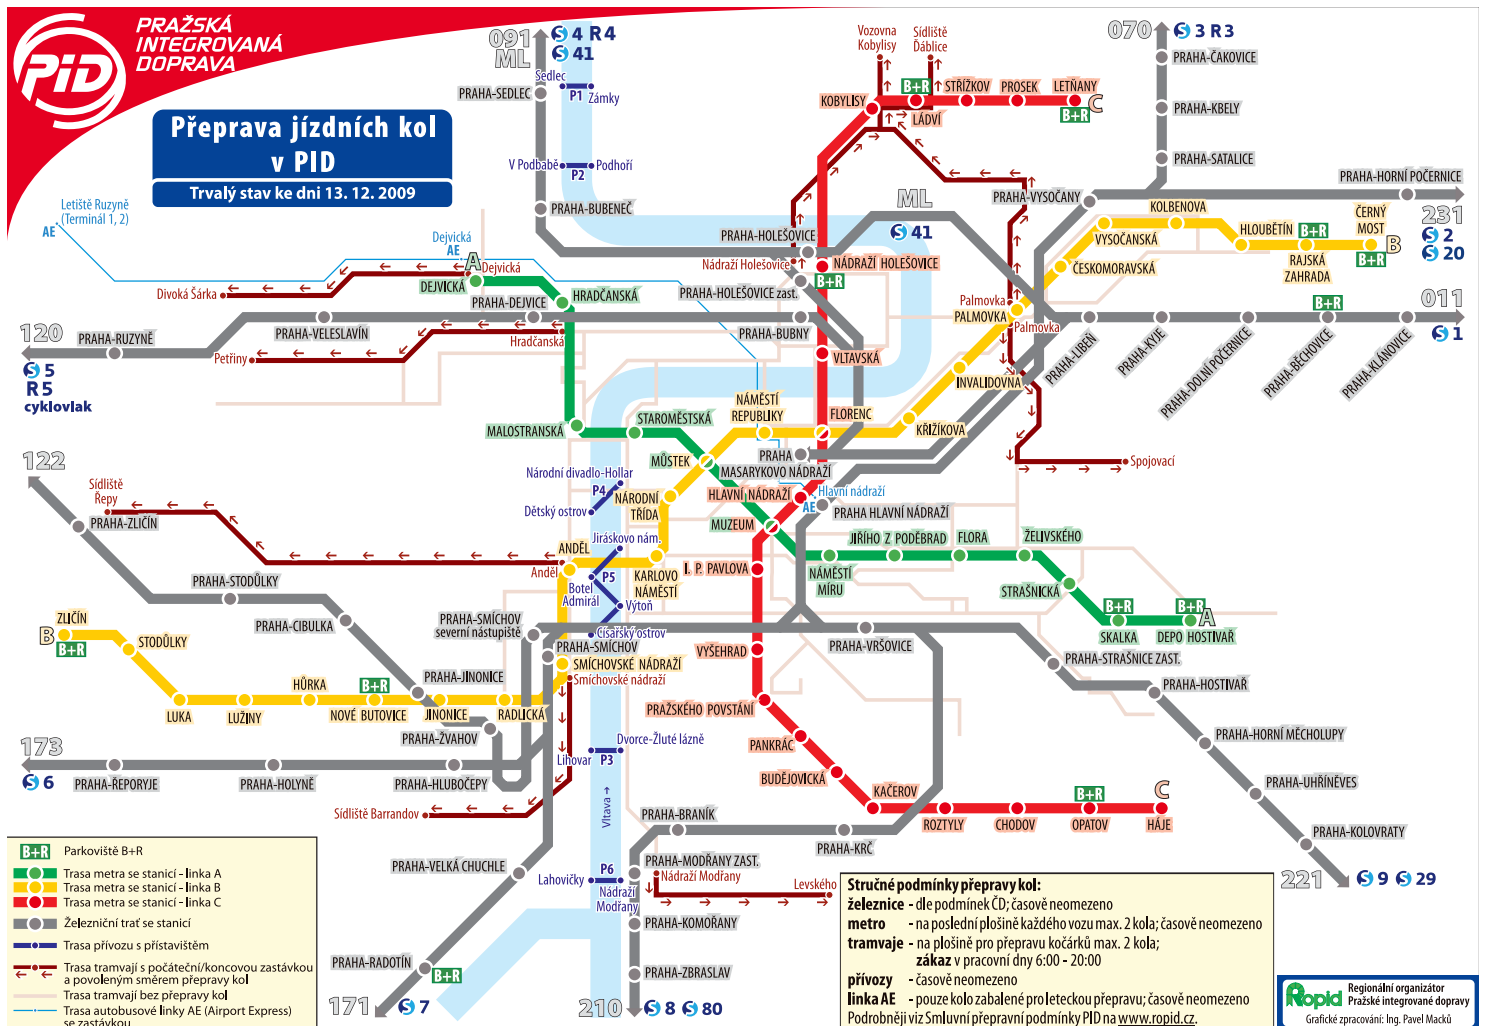 PID
PRAŽSKÁ
INTEGROVANÁ
DOPRAVA
Přeprava jízdních kol
v PID
Trvalý stav ke dni 13. 12. 2009
091
ML
S 4 R4
S 41
Sedlec
P1
Zámky
PRAHA-SEDLEC
V Podbabě
P2
Podhoří
PRAHA-BUBENEČ
Vozovna
Kobylisy
Sídliště
Ďáblice
KOBYLISY
B+R
LÁDVÍ
STŘÍŽKOV
PROSEK
LETŇANY
B+R
C
070
S 3 R3
PRAHA-ČAKOVICE
PRAHA-KBELY
PRAHA-SATALICE
PRAHA-HORNÍ POČERNICE
PRAHA-VYSOČANY
231
S 2
S 20
ML
S 41
KOLBENOVA
VYSOČANSKÁ
HLOUBĚTÍN
B+R
RAJSKÁ
ZAHRADA
ČERNÝ
MOST
B+R
B
ČESKOMORAVSKÁ
Letiště Ruzyně
(Terminál 1, 2)
AE
Dejvická
AE
A
Dejvická
DEJVICKÁ
Divoká Šárka
HRADČANSKÁ
PRAHA-DEJVICE
Hradčanská
PRAHA-VELESLAVÍN
PRAHA-RUZYNĚ
Petřiny
120
S 5
R5
cyklovlak
PRAHA-HOLEŠOVICE
Nádraží Holešovice
NÁDRAŽÍ HOLEŠOVICE
B+R
PRAHA-HOLEŠOVICE zast.
PRAHA-BUBNY
VLTAVSKÁ
Palmovka
PALMOVKA
Palmovka
INVALIDOVNA
KŘIŽÍKOVA
011
S 1
PRAHA-LIBEŇ
PRAHA-KYJE
PRAHA-DOLNÍ POČERNICE
B+R
PRAHA-BĚCHOVICE
PRAHA-KLÁNOVICE
MALOSTRANSKÁ
STAROMĚSTSKÁ
NÁMĚSTÍ
REPUBLIKY
FLORENC
MŮSTEK
PRAHA
MASARYKOVO NÁDRAŽÍ
HLAVNÍ NÁDRAŽÍ
Hlavní nádraží
AE
PRAHA HLAVNÍ NÁDRAŽÍ
MUZEUM
Spojovací
122
Sídliště
Řepy
PRAHA-ZLIČÍN
Národní divadlo-Hollar
P4
Dětský ostrov
NÁRODNÍ
TŘÍDA
Jiráskovo nám.
P5
Botel
Admirál
Výtoň
Císařský ostrov
ANDĚL
Anděl
KARLOVO
NÁMĚSTÍ
I. P. PAVLOVA
NÁMĚSTÍ
MÍRU
JIŘÍHO Z PODĚBRAD
FLORA
ŽELIVSKÉHO
STRAŠNICKÁ
B+R
SKALKA
B+R
DEPO HOSTIVAŘ
A
PRAHA-STODŮLKY
PRAHA-CIBULKA
ZLIČÍN
B
B+R
STODŮLKY
LUKA
LUŽINY
HŮRKA
B+R
NOVÉ BUTOVICE
PRAHA-JINONICE
JINONICE
RADLICKÁ
PRAHA-SMÍCHOV
severní nástupiště
PRAHA-SMÍCHOV
SMÍCHOVSKÉ NÁDRAŽÍ
Smíchovské nádraží
PRAHA-ŽVAHOV
173
S 6
PRAHA-ŘEPORYJE
PRAHA-HOLYNĚ
PRAHA-HLUBOČEPY
Sídliště Barrandov
Dvorce-Žluté lázně
P3
Lihovar
Vltava →
VYŠEHRAD
PRAHA-VRŠOVICE
PRAŽSKÉHO POVSTÁNÍ
PANKRÁC
BUDĚJOVICKÁ
KAČEROV
ROZTYLY
CHODOV
B+R
OPATOV
C
HÁJE
PRAHA-STRAŠNICE ZAST.
PRAHA-HOSTIVAŘ
PRAHA-HORNÍ MĚCHOLUPY
PRAHA-UHŘÍNĚVES
PRAHA-KOLOVRATY
221
S 9 S 29
PRAHA-BRANÍK
PRAHA-KRČ
PRAHA-MODŘANY ZAST.
Nádraží Modřany
Levského
P6
Lahovičky
Nádraží
Modřany
PRAHA-KOMOŘANY
PRAHA-ZBRASLAV
210
S 8 S 80
PRAHA-VELKÁ CHUCHLE
PRAHA-RADOTÍN
B+R
171
S 7
B+R Parkoviště B+R
Trasa metra se stanicí - linka A
Trasa metra se stanicí - linka B
Trasa metra se stanicí - linka C
Železniční trať se stanicí
Trasa přívozu s přístavištěm
Trasa tramvají s počáteční/koncovou zastávkou
a povoleným směrem přepravy kol
Trasa tramvají bez přepravy kol
Trasa autobusové linky AE (Airport Express)
se zastávkou
Stručné podmínky přepravy kol:
železnice - dle podmínek ČD; časově neomezeno
metro - na poslední plošině každého vozu max. 2 kola; časově neomezeno
tramvaje - na plošině pro přepravu kočárků max. 2 kola;
zákaz v pracovní dny 6:00 - 20:00
přívozy - časově neomezeno
linka AE - pouze kolo zabalené pro leteckou přepravu; časově neomezeno
Podrobněji viz Smluvní přepravní podmínky PID na www.ropid.cz.
Ropid
Regionální organizátor
Pražské integrované dopravy
Grafické zpracování: Ing. Pavel Macků